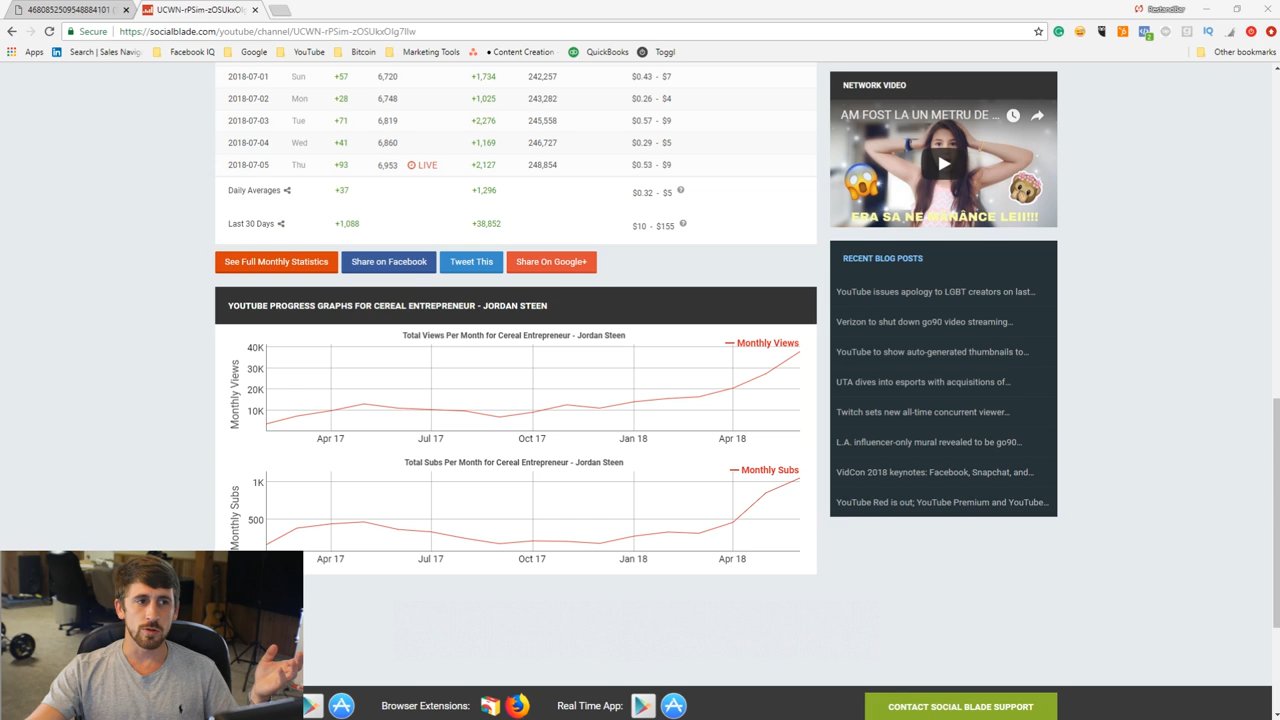 4680852509548884101 (
UCWN-rPSim-zOSUkxOIg
RestandBar
Secure
https://socialblade.com/youtube/channel/UCWN-rPSim-zOSUkxOIg7Ilw
Apps
Search | Sales Navig
Facebook IQ
Google
YouTube
Bitcoin
Marketing Tools
• Content Creation
QuickBooks
Toggl
Other bookmarks
2018-07-01 Sun +57 6,720 +1,734 242,257 $0.43 - $7
2018-07-02 Mon +28 6,748 +1,025 243,282 $0.26 - $4
2018-07-03 Tue +71 6,819 +2,276 245,558 $0.57 - $9
2018-07-04 Wed +41 6,860 +1,169 246,727 $0.29 - $5
2018-07-05 Thu +93 6,953 LIVE +2,127 248,854 $0.53 - $9
Daily Averages +37 +1,296 $0.32 - $5
Last 30 Days +1,088 +38,852 $10 - $155
See Full Monthly Statistics
Share on Facebook
Tweet This
Share On Google+
YOUTUBE PROGRESS GRAPHS FOR CEREAL ENTREPRENEUR - JORDAN STEEN
Total Views Per Month for Cereal Entrepreneur - Jordan Steen
Monthly Views
Monthly Views
40K
30K
20K
10K
Apr 17 Jul 17 Oct 17 Jan 18 Apr 18
Total Subs Per Month for Cereal Entrepreneur - Jordan Steen
Monthly Subs
Monthly Subs
1K
500
Apr 17 Jul 17 Oct 17 Jan 18 Apr 18
NETWORK VIDEO
AM FOST LA UN METRU DE ...
ERA SA NE MANÂNCE LEII!!!
RECENT BLOG POSTS
YouTube issues apology to LGBT creators on last...
Verizon to shut down go90 video streaming...
YouTube to show auto-generated thumbnails to...
UTA dives into esports with acquisitions of...
Twitch sets new all-time concurrent viewer...
L.A. influencer-only mural revealed to be go90...
VidCon 2018 keynotes: Facebook, Snapchat, and...
YouTube Red is out; YouTube Premium and YouTube...
Browser Extensions:
Real Time App:
CONTACT SOCIAL BLADE SUPPORT